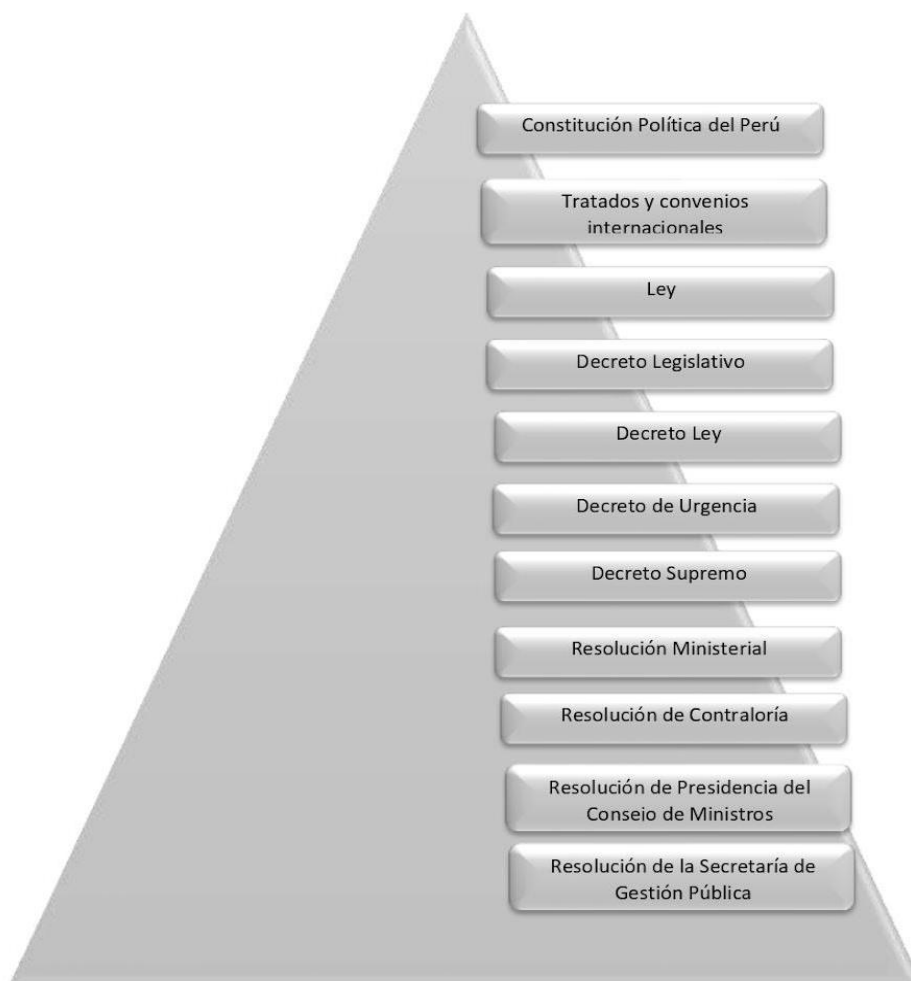 Constitución Política del Perú
Tratados y convenios
internacionales
Ley
Decreto Legislativo
Decreto Ley
Decreto de Urgencia
Decreto Supremo
Resolución Ministerial
Resolución de Contraloría
Resolución de Presidencia del
Consejo de Ministros
Resolución de la Secretaría de
Gestión Pública